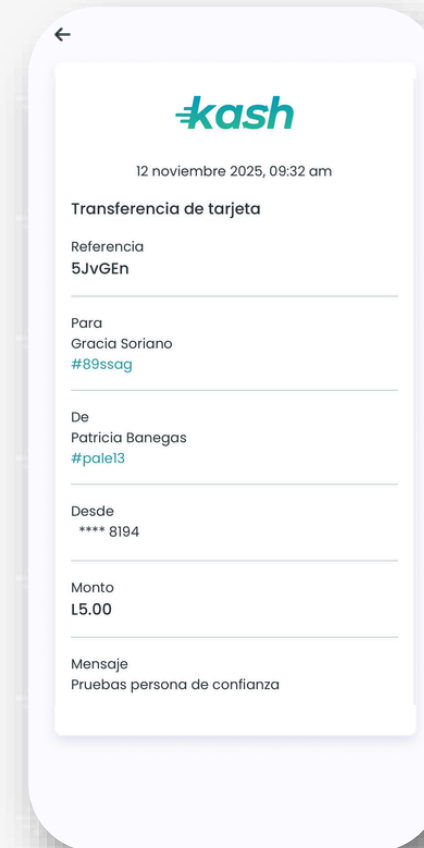 kash
12 noviembre 2025, 09:32 am
Transferencia de tarjeta
Referencia
5JvGEn
Para
Gracia Soriano
#89ssag
De
Patricia Banegas
#pale13
Desde
**** 8194
Monto
L5.00
Mensaje
Pruebas persona de confianza